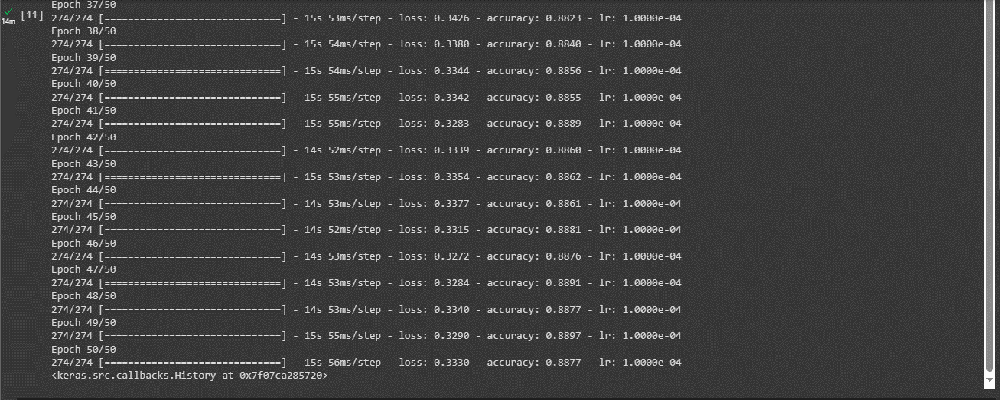 Epoch 37/50
[11]
14m
274/274 [==============================] - 15s 53ms/step - loss: 0.3426 - accuracy: 0.8823 - lr: 1.0000e-04
Epoch 38/50
274/274 [==============================] - 15s 54ms/step - loss: 0.3380 - accuracy: 0.8840 - lr: 1.0000e-04
Epoch 39/50
274/274 [==============================] - 15s 54ms/step - loss: 0.3344 - accuracy: 0.8856 - lr: 1.0000e-04
Epoch 40/50
274/274 [==============================] - 15s 55ms/step - loss: 0.3342 - accuracy: 0.8855 - lr: 1.0000e-04
Epoch 41/50
274/274 [==============================] - 15s 55ms/step - loss: 0.3283 - accuracy: 0.8889 - lr: 1.0000e-04
Epoch 42/50
274/274 [==============================] - 14s 52ms/step - loss: 0.3339 - accuracy: 0.8860 - lr: 1.0000e-04
Epoch 43/50
274/274 [==============================] - 15s 53ms/step - loss: 0.3354 - accuracy: 0.8862 - lr: 1.0000e-04
Epoch 44/50
274/274 [==============================] - 14s 53ms/step - loss: 0.3377 - accuracy: 0.8861 - lr: 1.0000e-04
Epoch 45/50
274/274 [==============================] - 14s 52ms/step - loss: 0.3315 - accuracy: 0.8881 - lr: 1.0000e-04
Epoch 46/50
274/274 [==============================] - 14s 53ms/step - loss: 0.3272 - accuracy: 0.8876 - lr: 1.0000e-04
Epoch 47/50
274/274 [==============================] - 14s 53ms/step - loss: 0.3284 - accuracy: 0.8891 - lr: 1.0000e-04
Epoch 48/50
274/274 [==============================] - 14s 53ms/step - loss: 0.3340 - accuracy: 0.8877 - lr: 1.0000e-04
Epoch 49/50
274/274 [==============================] - 15s 55ms/step - loss: 0.3290 - accuracy: 0.8897 - lr: 1.0000e-04
Epoch 50/50
274/274 [==============================] - 15s 56ms/step - loss: 0.3330 - accuracy: 0.8877 - lr: 1.0000e-04
<keras.src.callbacks.History at 0x7f07ca285720>